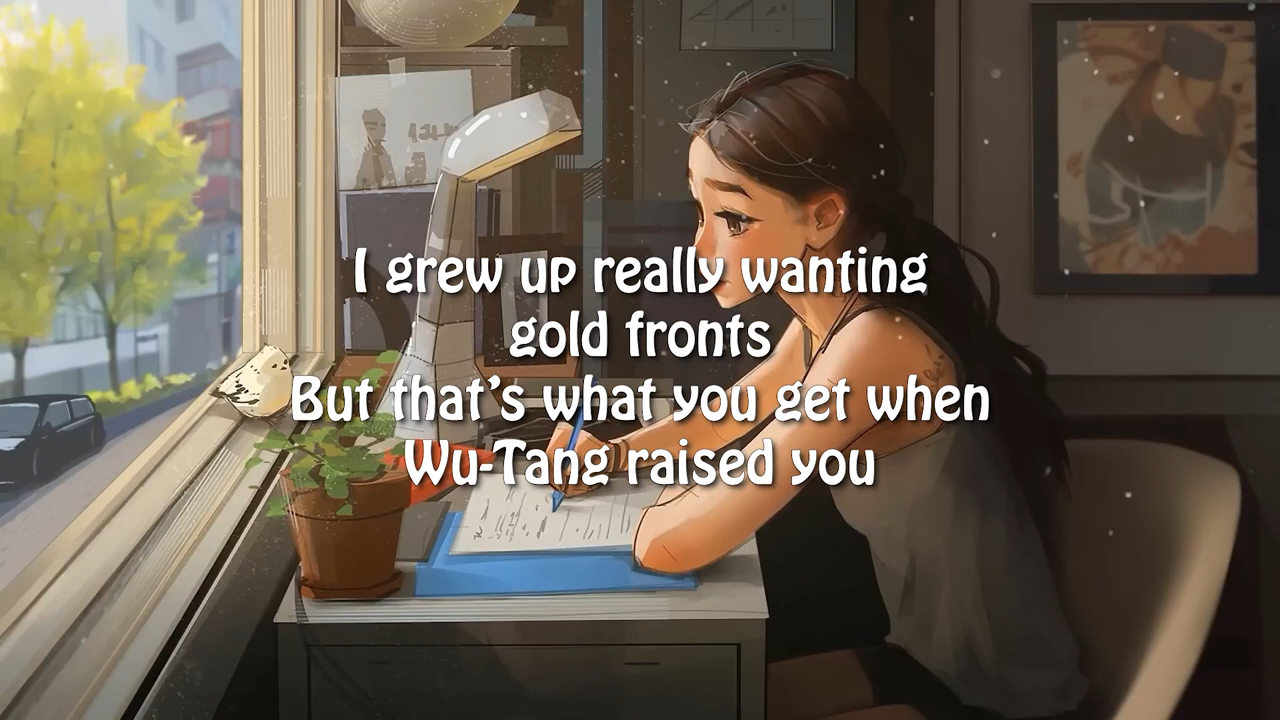 I grew up really wanting
gold fronts
But that's what you get when
Wu-Tang raised you